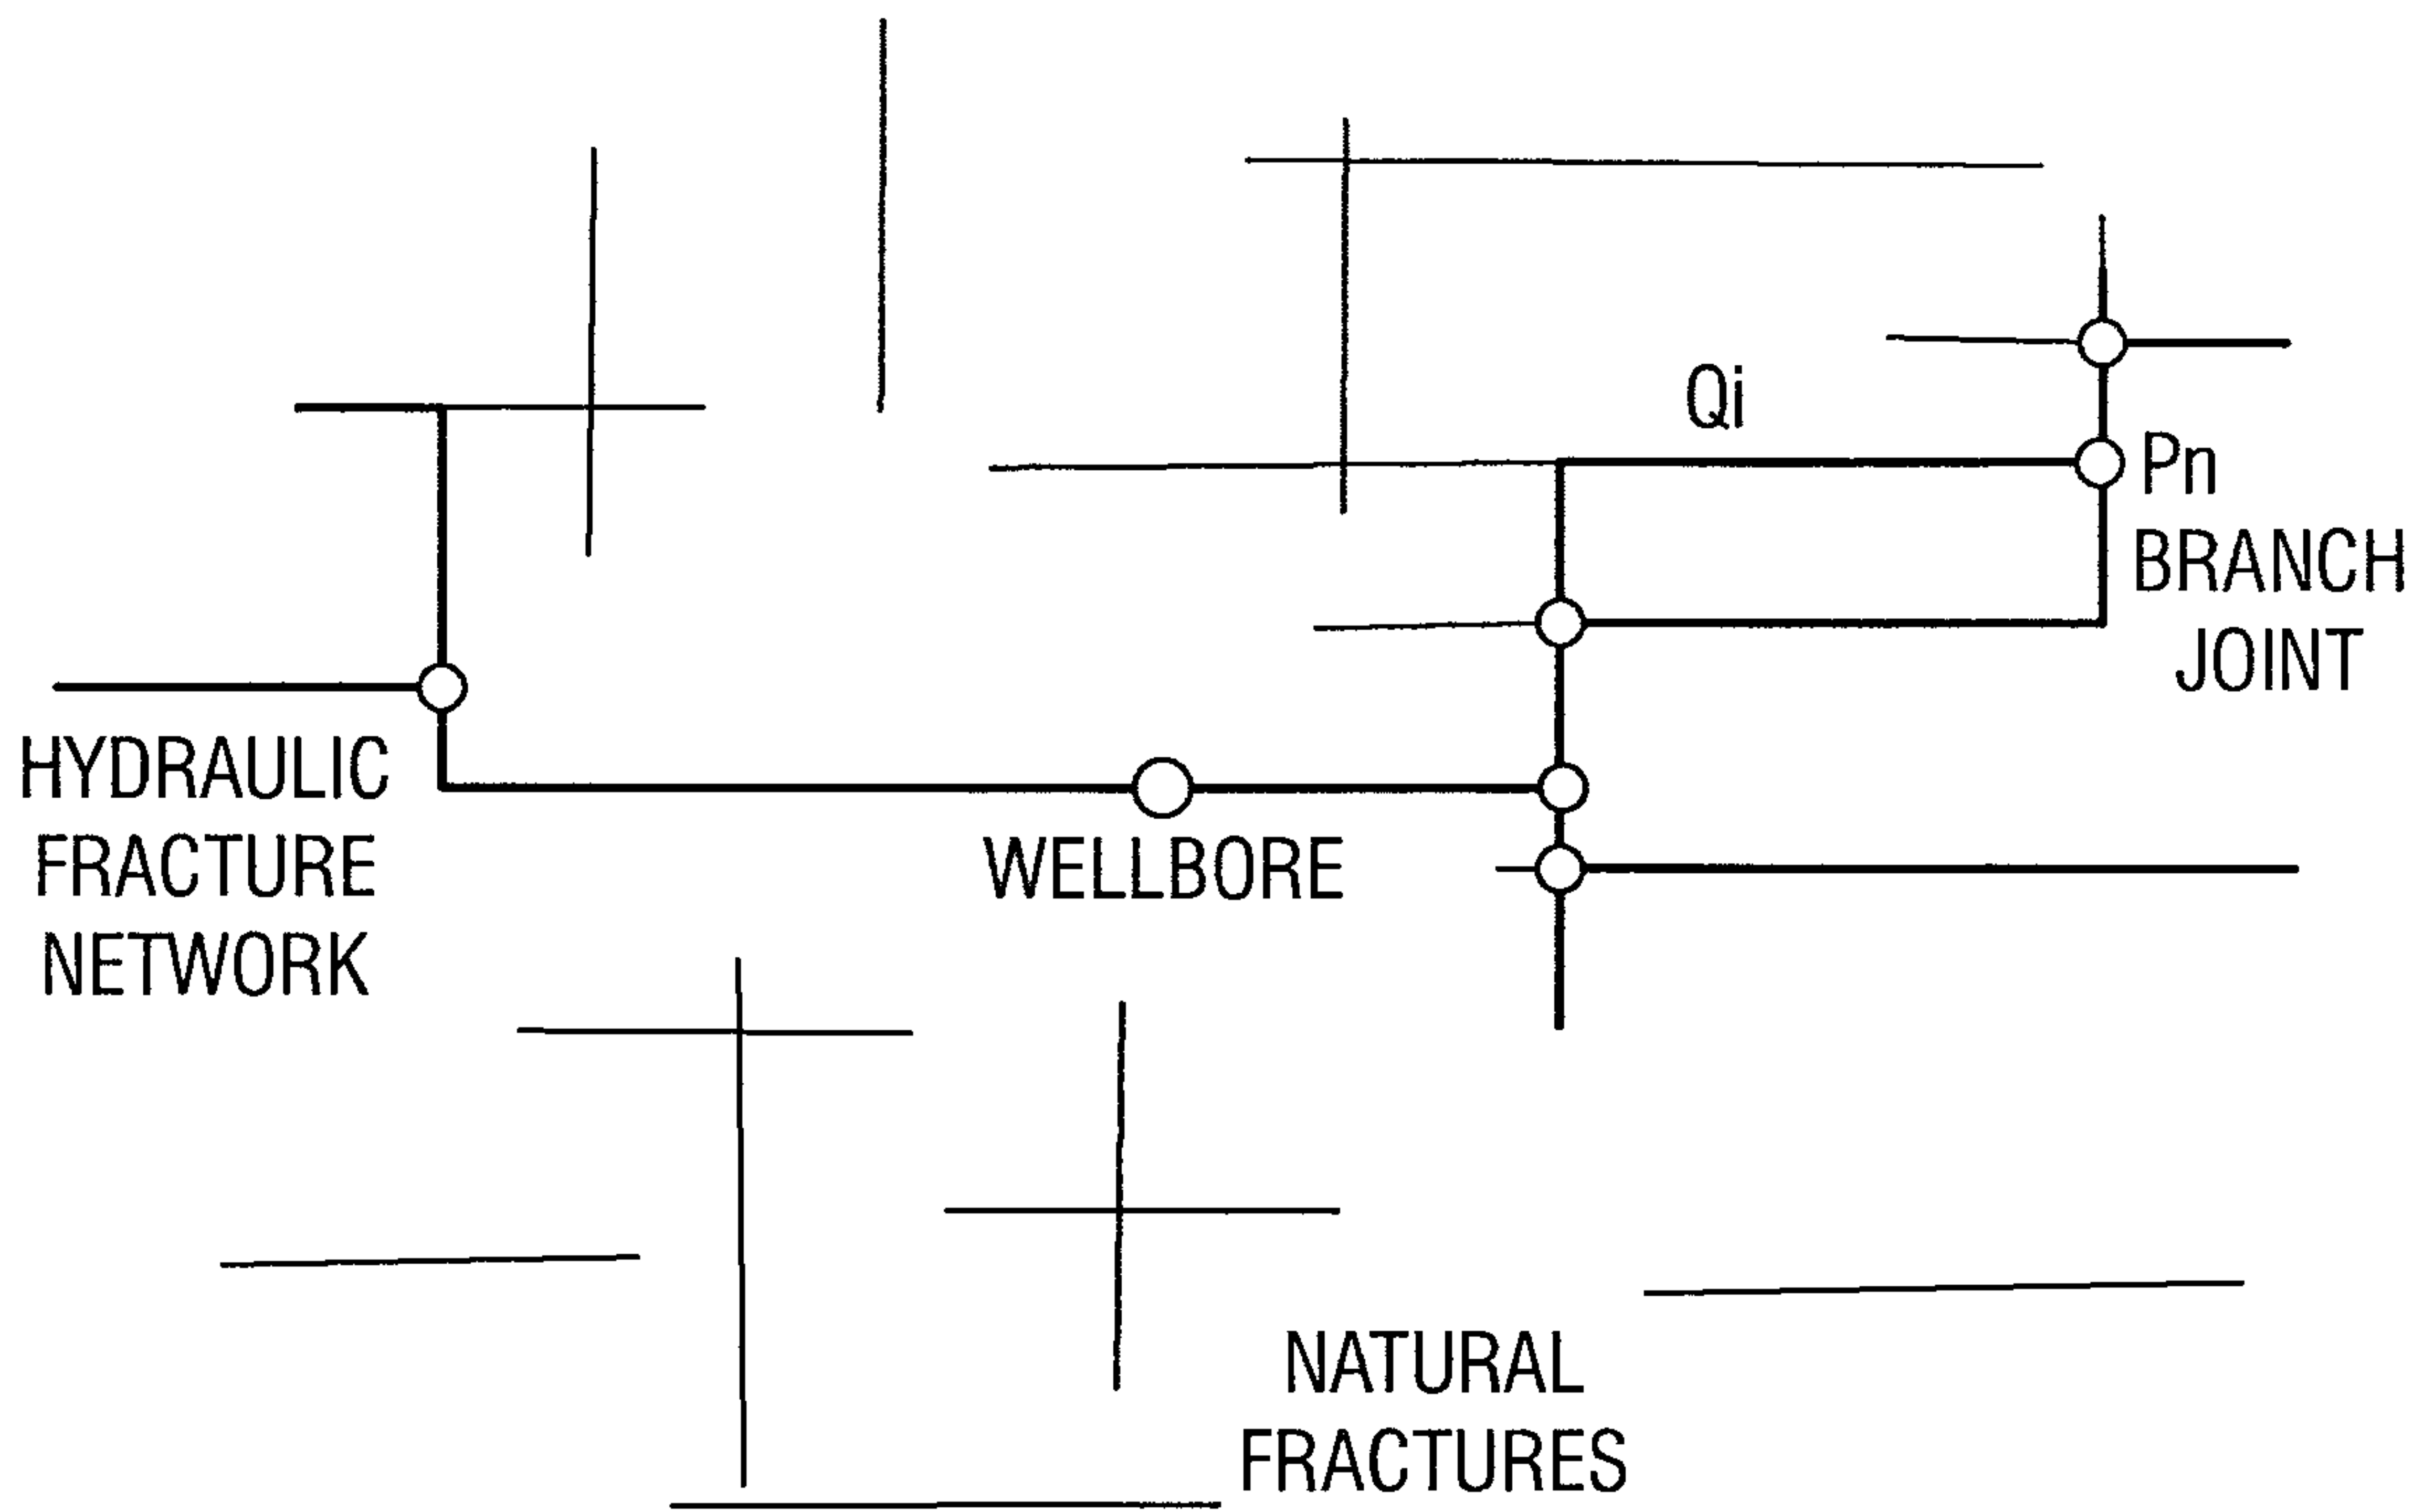 Qi
Pn
BRANCH
JOINT
HYDRAULIC
FRACTURE
NETWORK
WELLBORE
NATURAL
FRACTURES